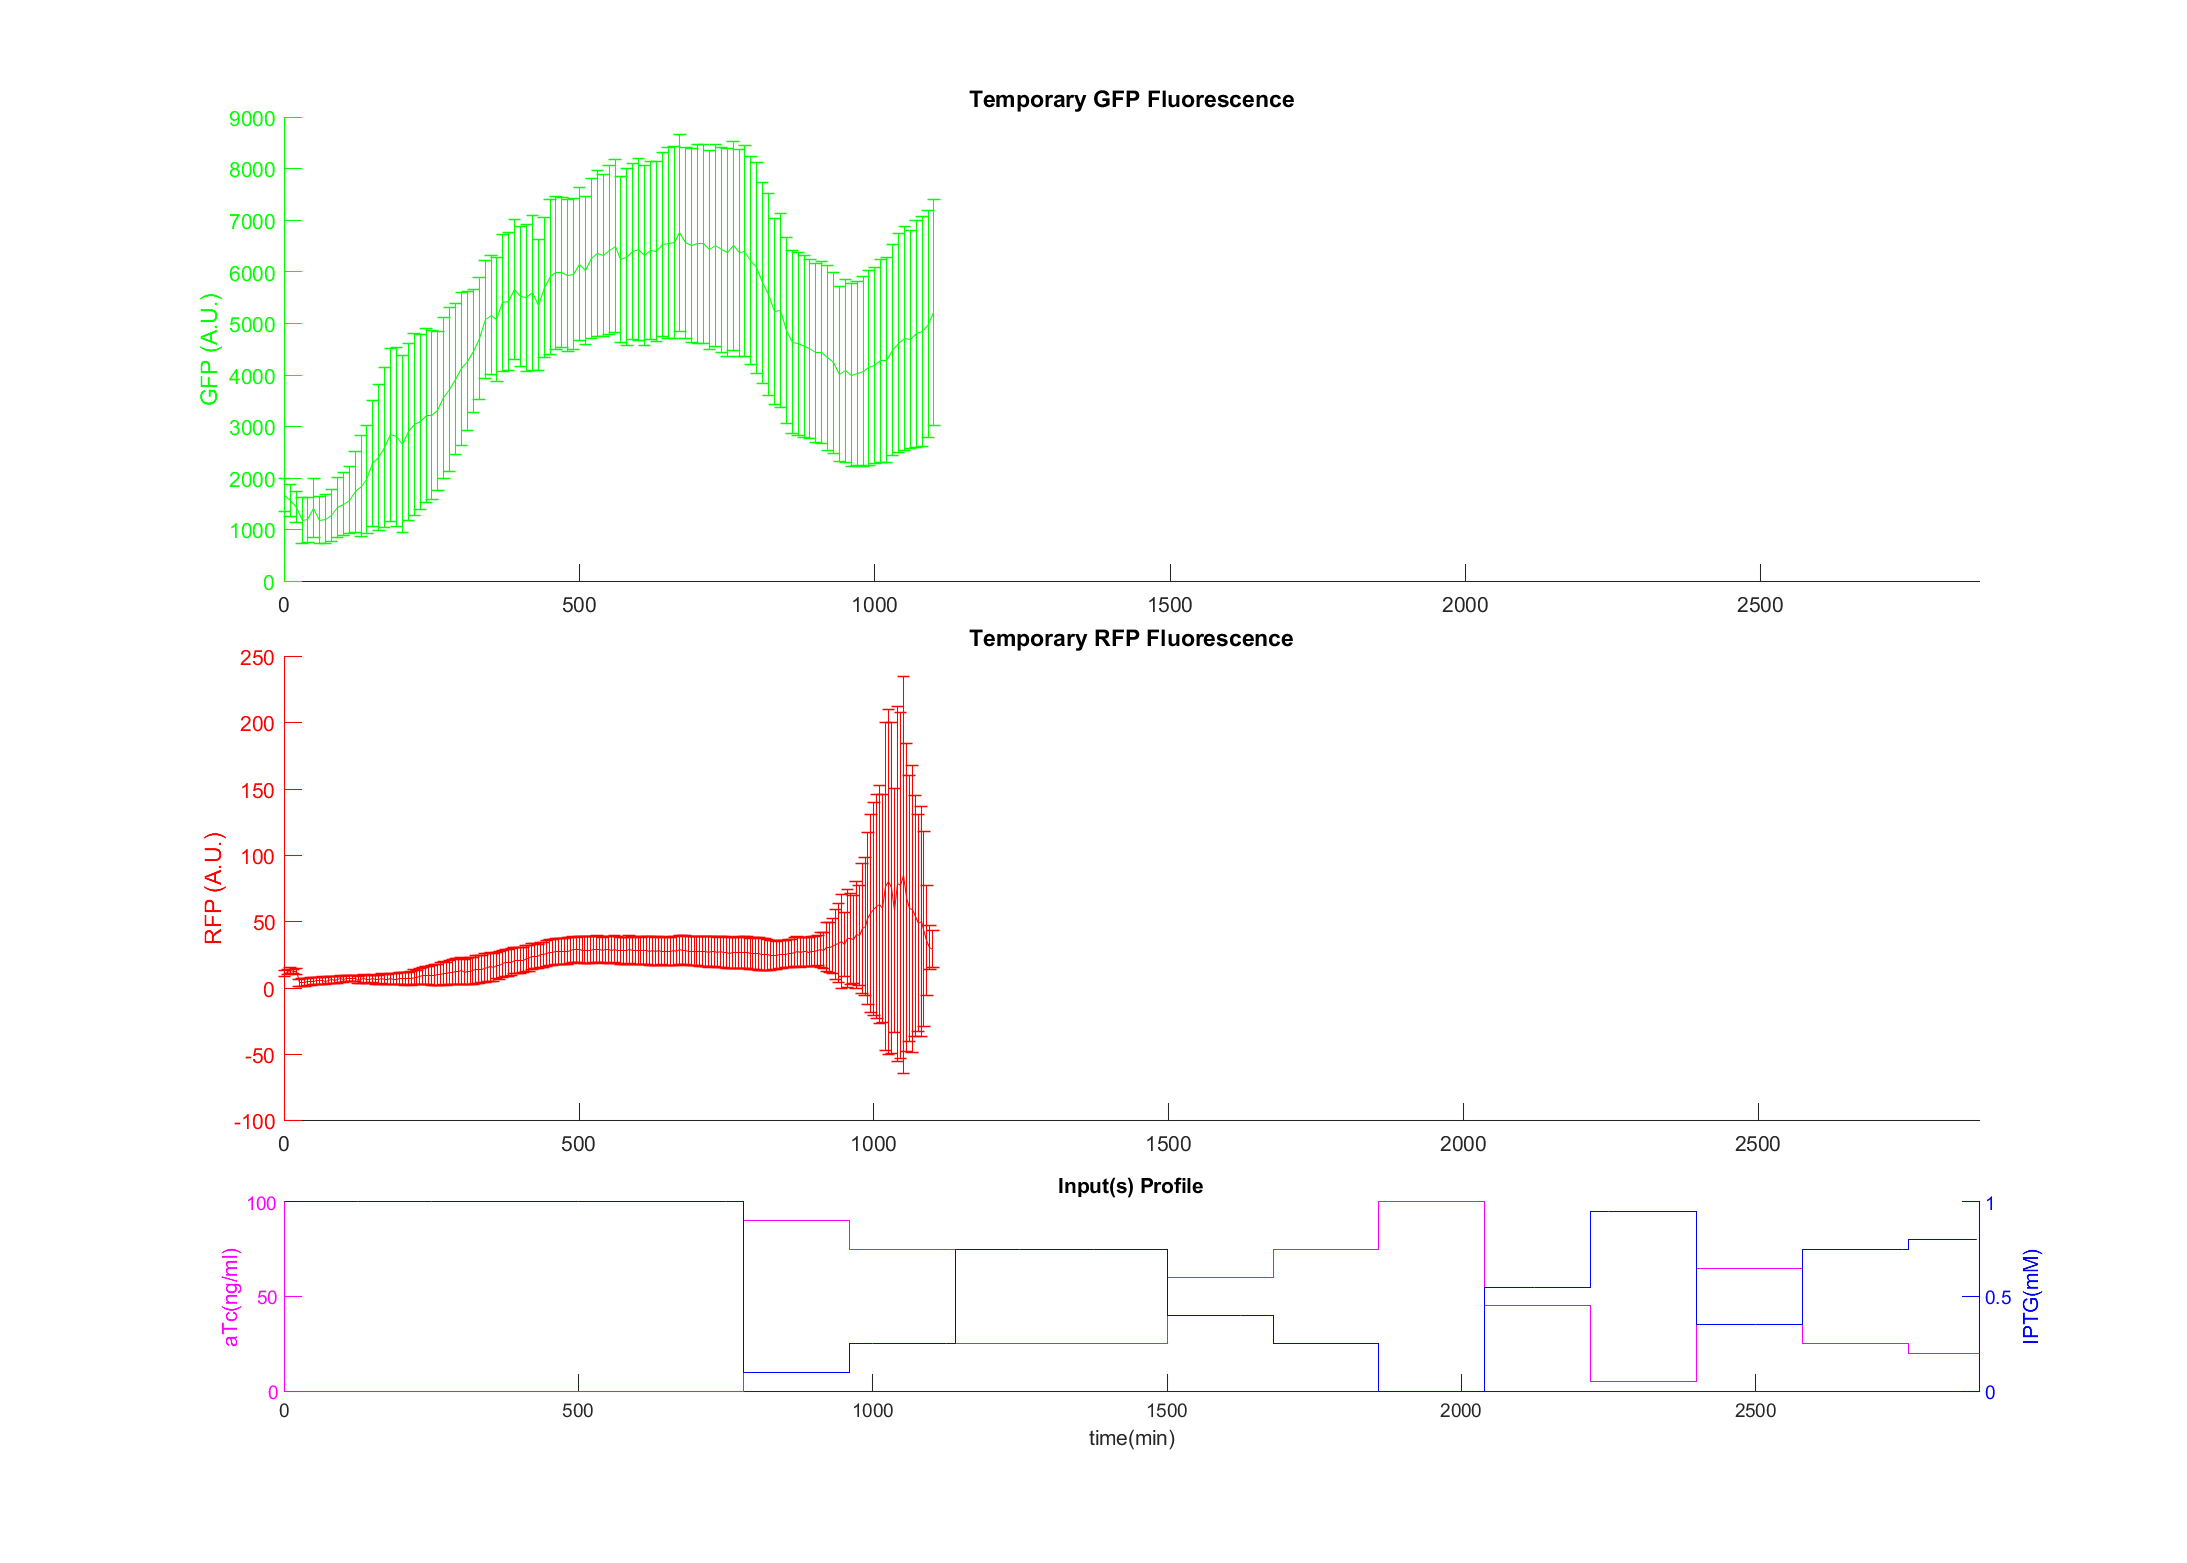 Temporary GFP Fluorescence
9000
8000
7000
6000
5000
4000
3000
2000
1000
0
GFP (A.U.)
0 500 1000 1500 2000 2500
Temporary RFP Fluorescence
250
200
150
100
50
0
-50
-100
RFP (A.U.)
0 500 1000 1500 2000 2500
Input(s) Profile
100
50
0
aTc(ng/ml)
1
0.5
0
IPTG(mM)
0 500 1000 1500 2000 2500
time(min)